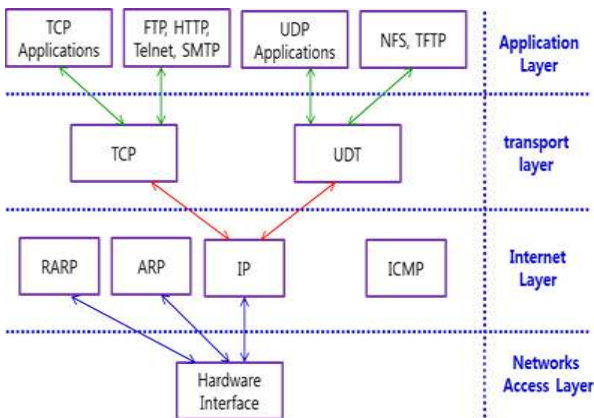 TCP
Applications
FTP, HTTP,
Telnet, SMTP
UDP
Applications
NFS, TFTP
Application
Layer
TCP
UDT
transport
layer
RARP
ARP
IP
ICMP
Internet
Layer
Hardware
Interface
Networks
Access Layer